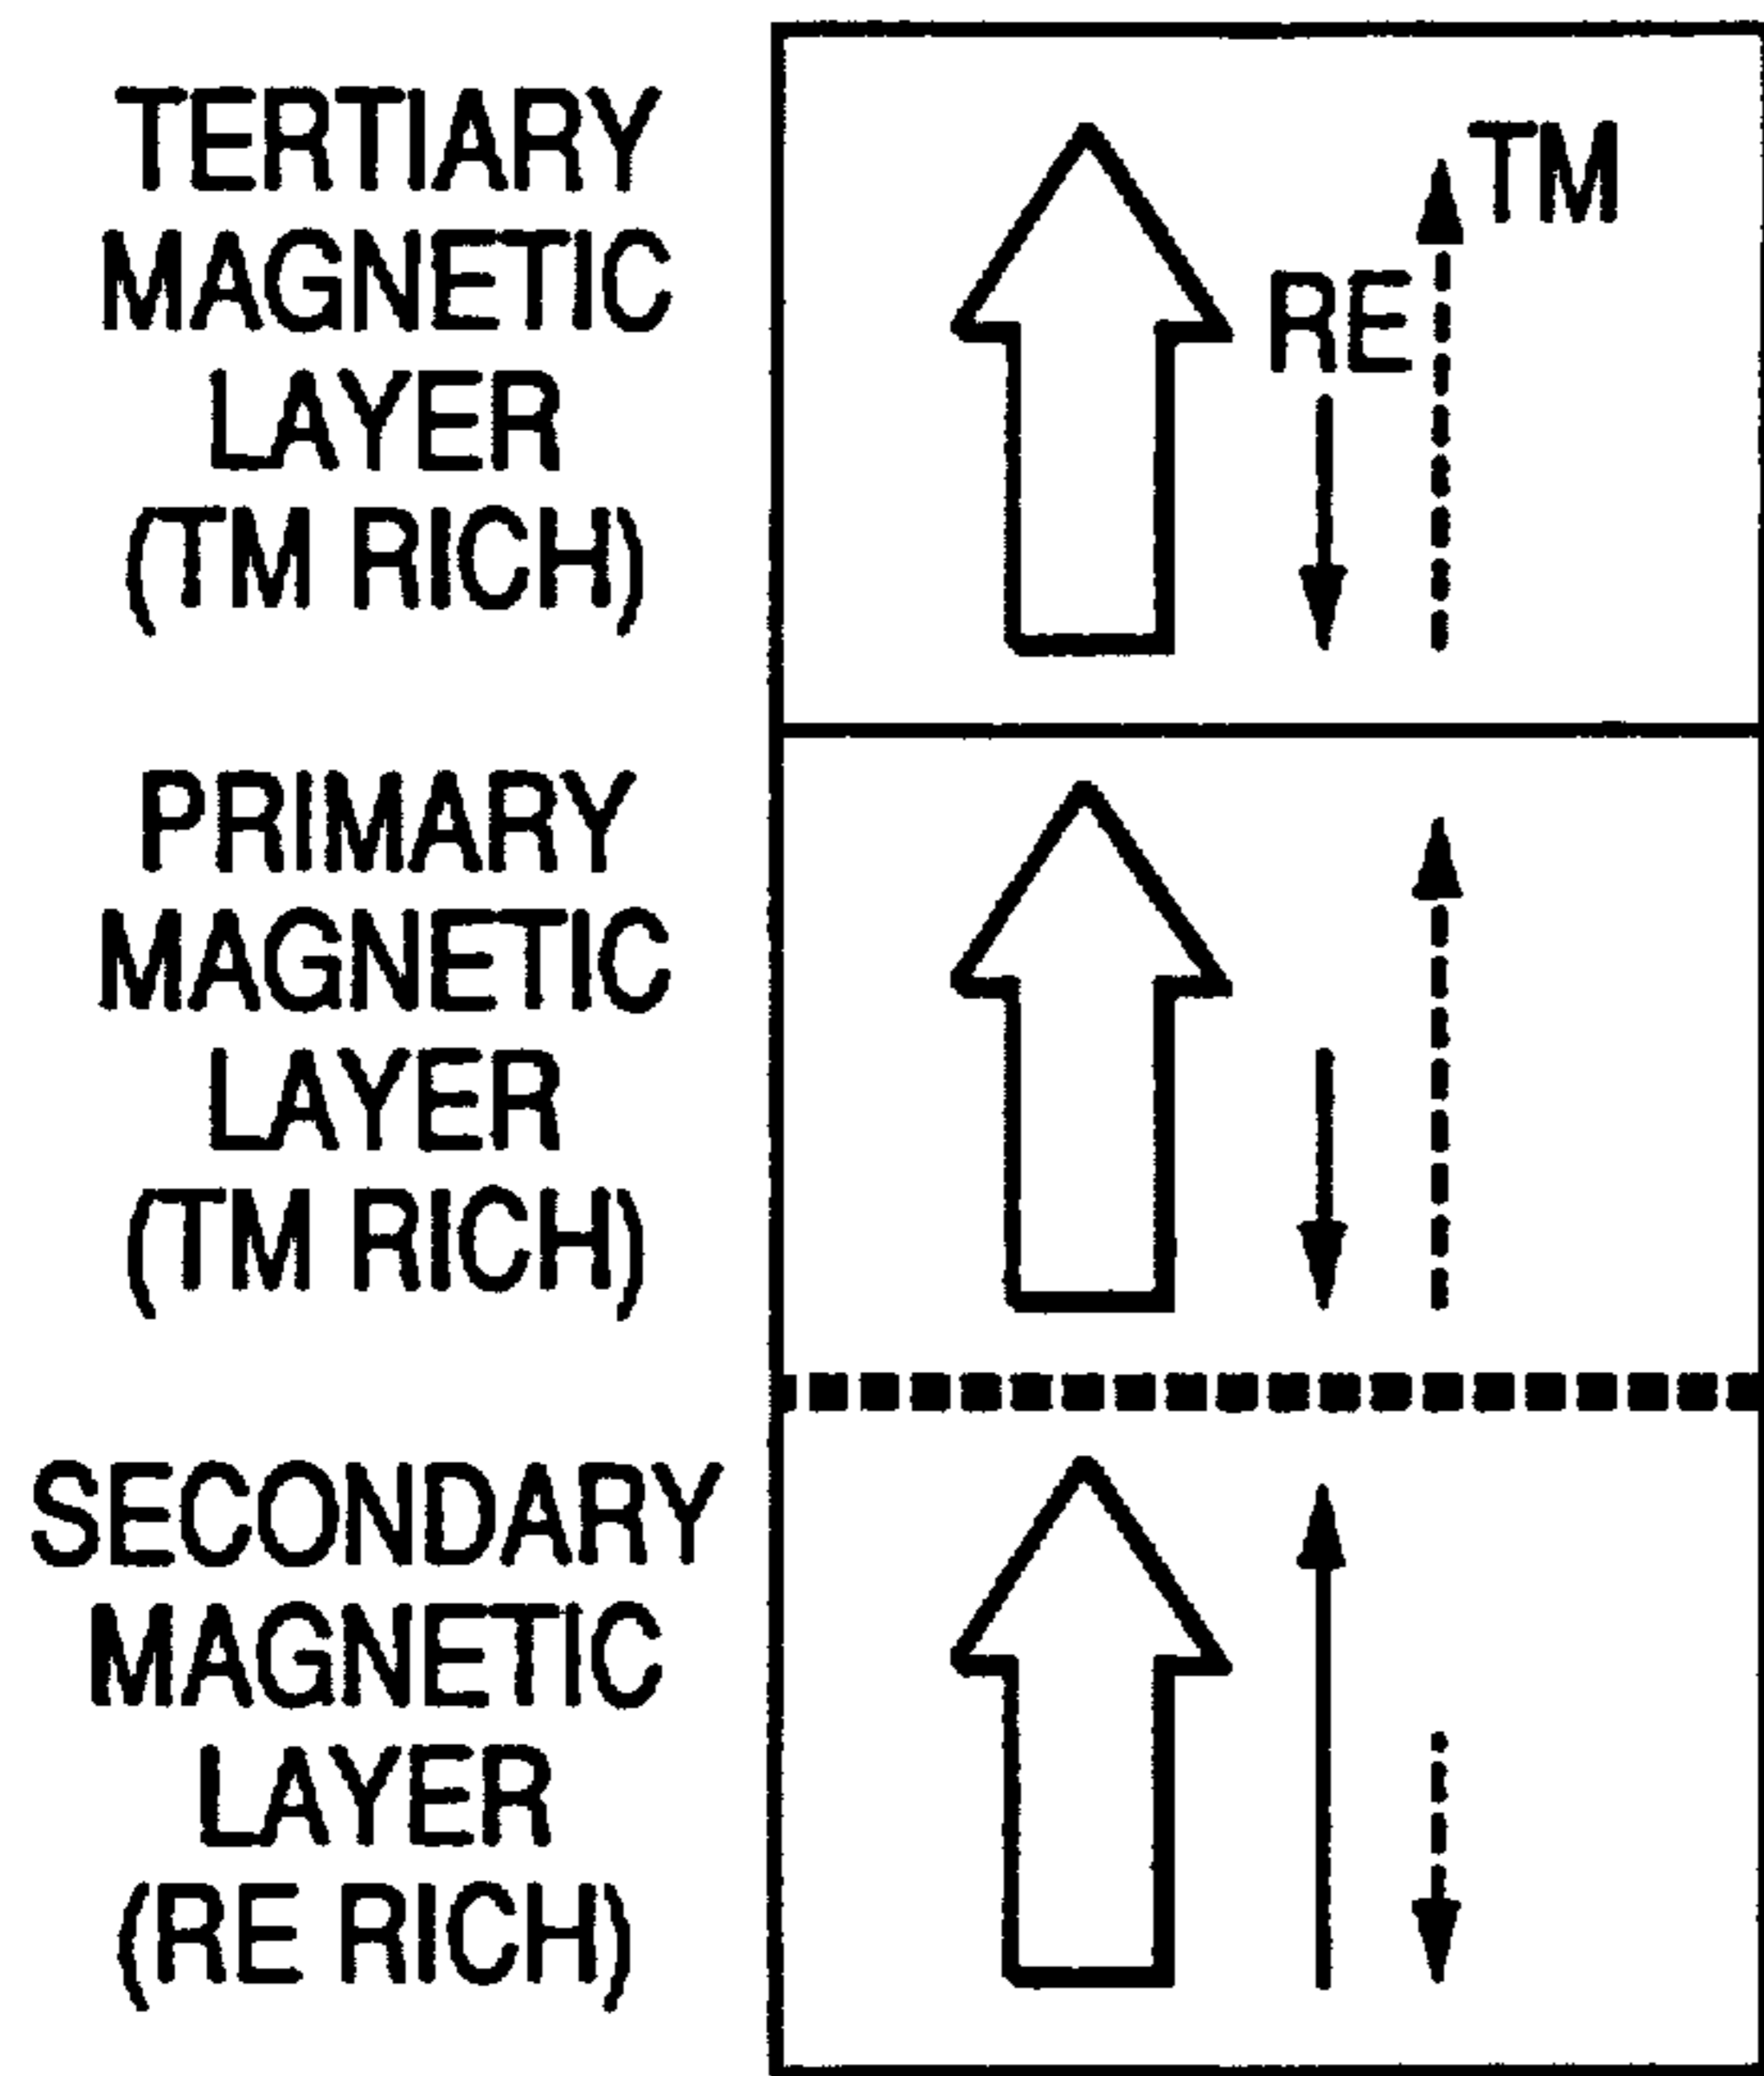 TERTIARY
MAGNETIC
LAYER
(TM RICH)
TM
RE
PRIMARY
MAGNETIC
LAYER
(TM RICH)
SECONDARY
MAGNETIC
LAYER
(RE RICH)